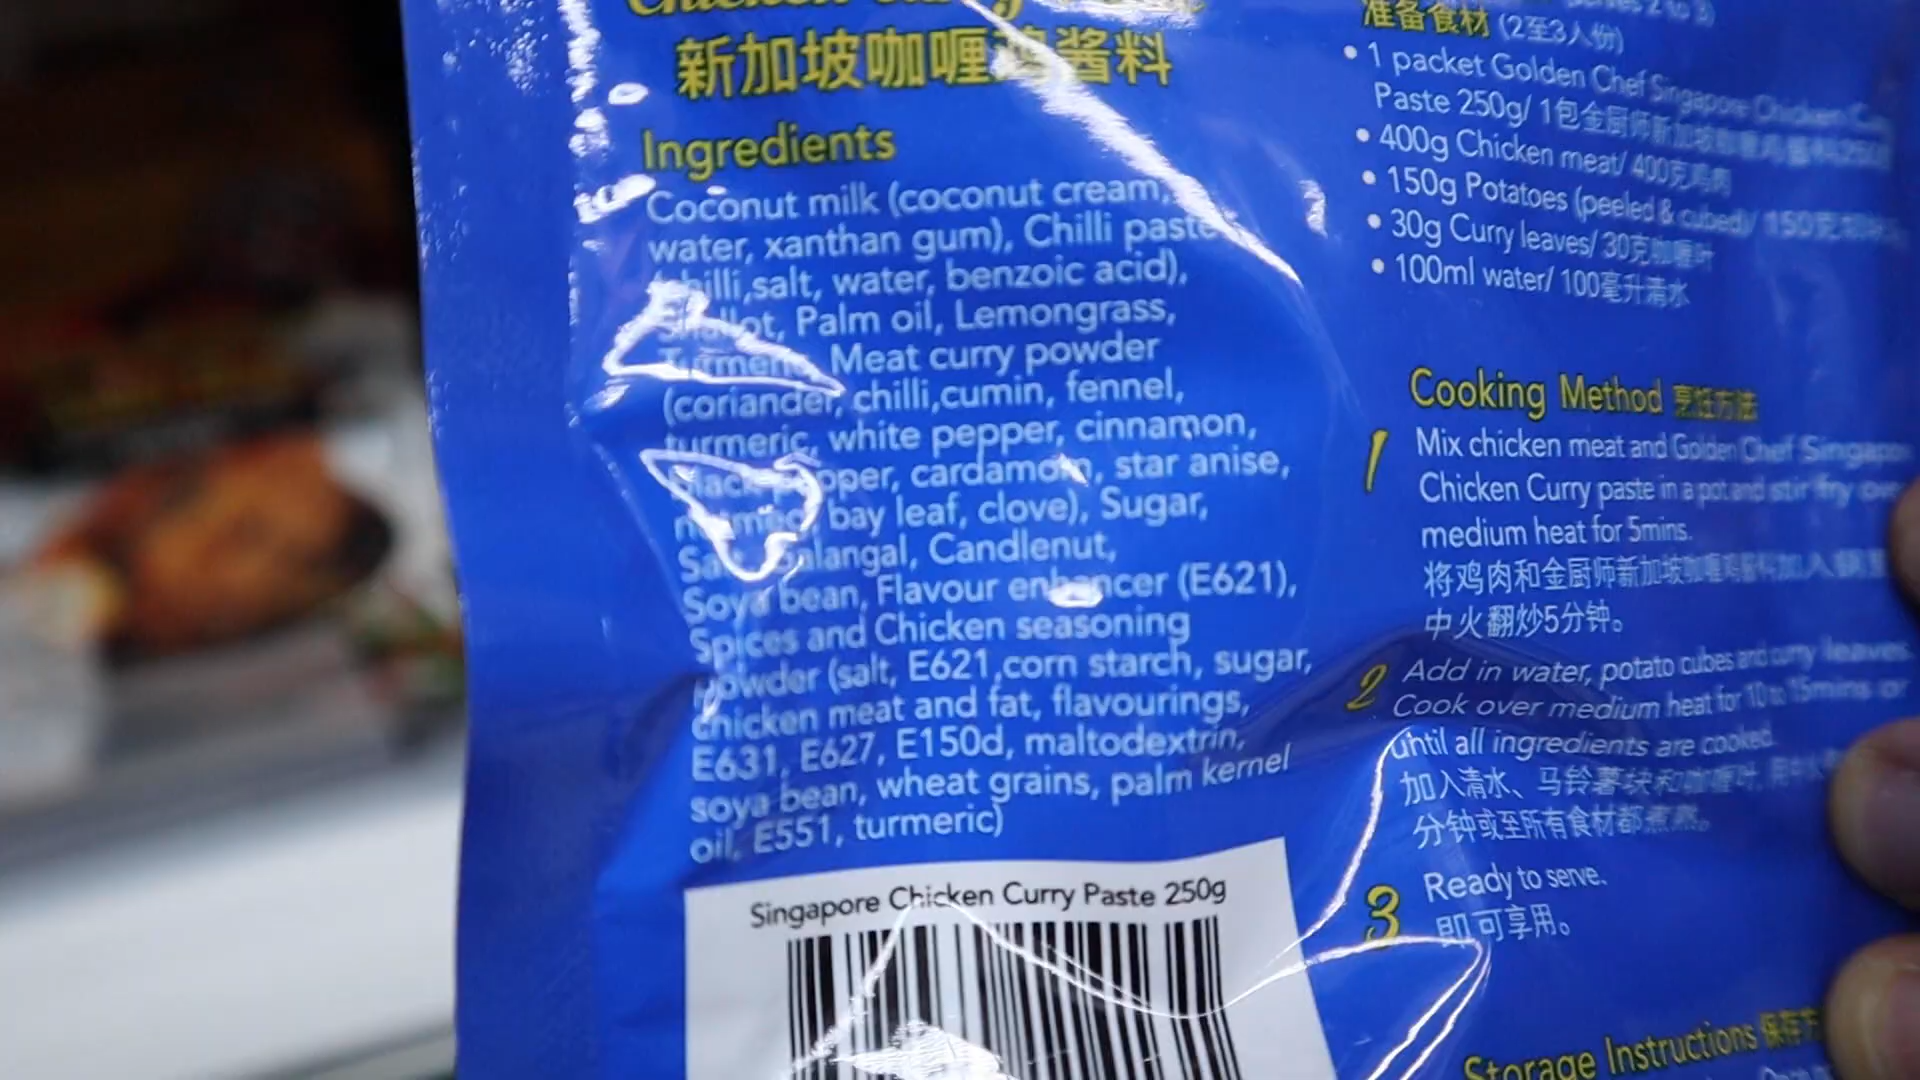 新加坡咖喱鸡酱料
Ingredients
Coconut milk (coconut cream,
water, xanthan gum), Chilli paste
chilli,salt, water, benzoic acid),
Shallot, Palm oil, Lemongrass,
Turmeric, Meat curry powder
(coriander, chilli,cumin, fennel,
turmeric, white pepper, cinnamon,
black pepper, cardamom, star anise,
nutmeg, bay leaf, clove), Sugar,
Salt, Galangal, Candlenut,
Soya bean, Flavour enhancer (E621),
Spices and Chicken seasoning
powder (salt, E621,corn starch, sugar,
chicken meat and fat, flavourings,
E631, E627, E150d, maltodextrin,
soya bean, wheat grains, palm kernel
oil, E551, turmeric)
Singapore Chicken Curry Paste 250g
准备食材 (2至3人份)
• 1 packet Golden Chef Singapore Chicken
Paste 250g/ 1包金厨师新加坡咖喱鸡酱料250克
• 400g Chicken meat/ 400克鸡肉
• 150g Potatoes (peeled & cubed)/ 150克
• 30g Curry leaves/ 30克咖喱叶
• 100ml water/ 100毫升清水
Cooking Method 烹饪方法
1 Mix chicken meat and Golden Chef Singapore
Chicken Curry paste in a pot and stir fry over
medium heat for 5mins.
将鸡肉和金厨师新加坡咖喱鸡酱料加入锅里
中火翻炒5分钟。
2 Add in water, potato cubes and curry leaves
Cook over medium heat for 10 to 15mins or
until all ingredients are cooked.
加入清水、马铃薯块和咖喱叶,
分钟或至所有食材都煮熟。
3 Ready to serve.
即可享用。
Storage Instructions 保存方